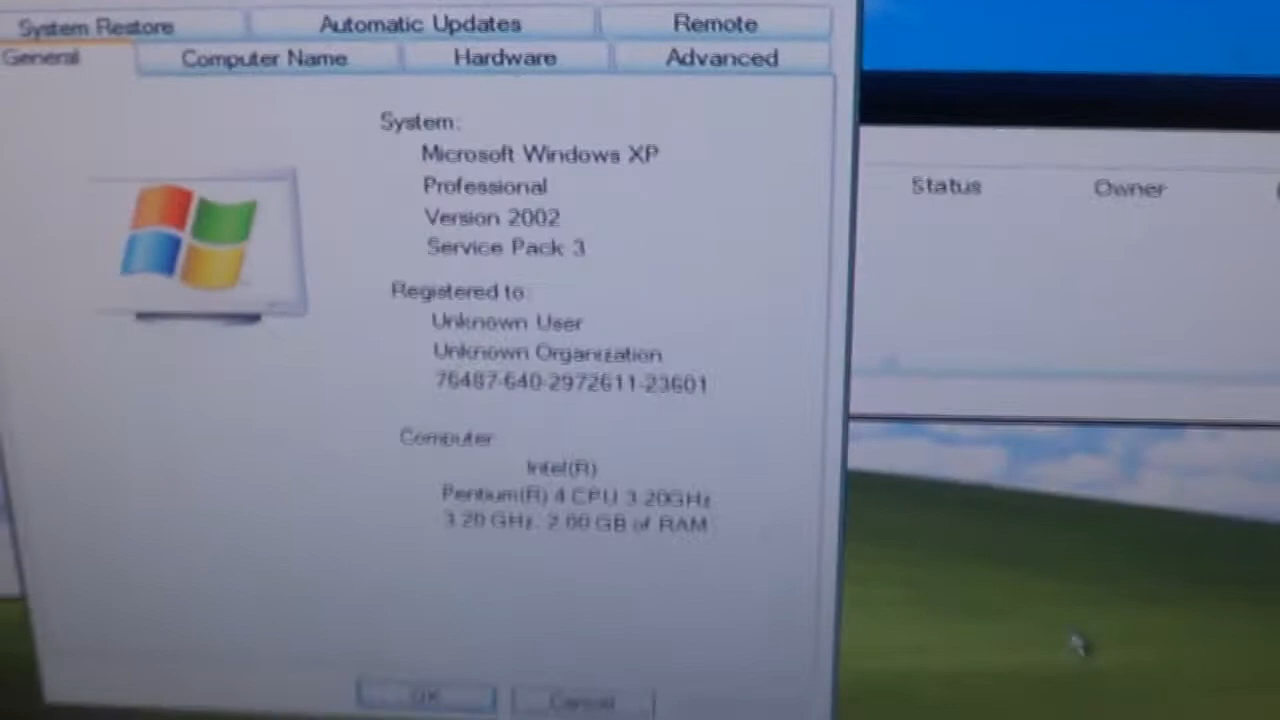 System Restore
Automatic Updates
Remote
General
Computer Name
Hardware
Advanced
System:
Microsoft Windows XP
Professional
Version 2002
Service Pack 3
Registered to:
Unknown User
Unknown Organization
76487-640-2972611-23601
Computer:
Intel(R)
Pentium(R) 4 CPU 3.20GHz
3.20 GHz, 2.00 GB of RAM
OK
Cancel
Status
Owner